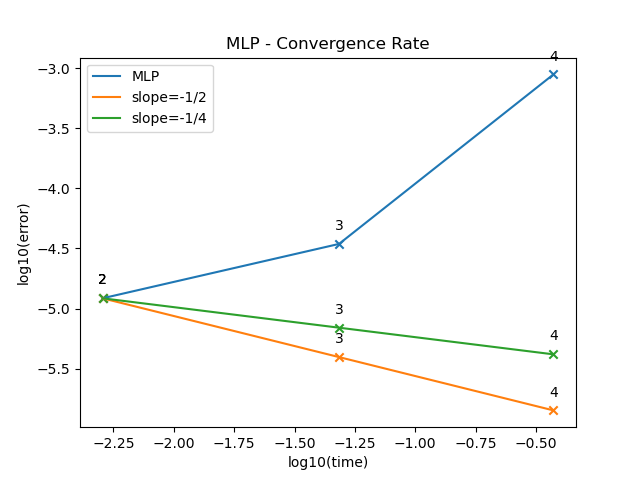 MLP - Convergence Rate
MLP
slope=-1/2
slope=-1/4
4
3
2
3
3
4
4
log10(error)
−3.0
−3.5
−4.0
−4.5
−5.0
−5.5
−2.25 −2.00 −1.75 −1.50 −1.25 −1.00 −0.75 −0.50
log10(time)